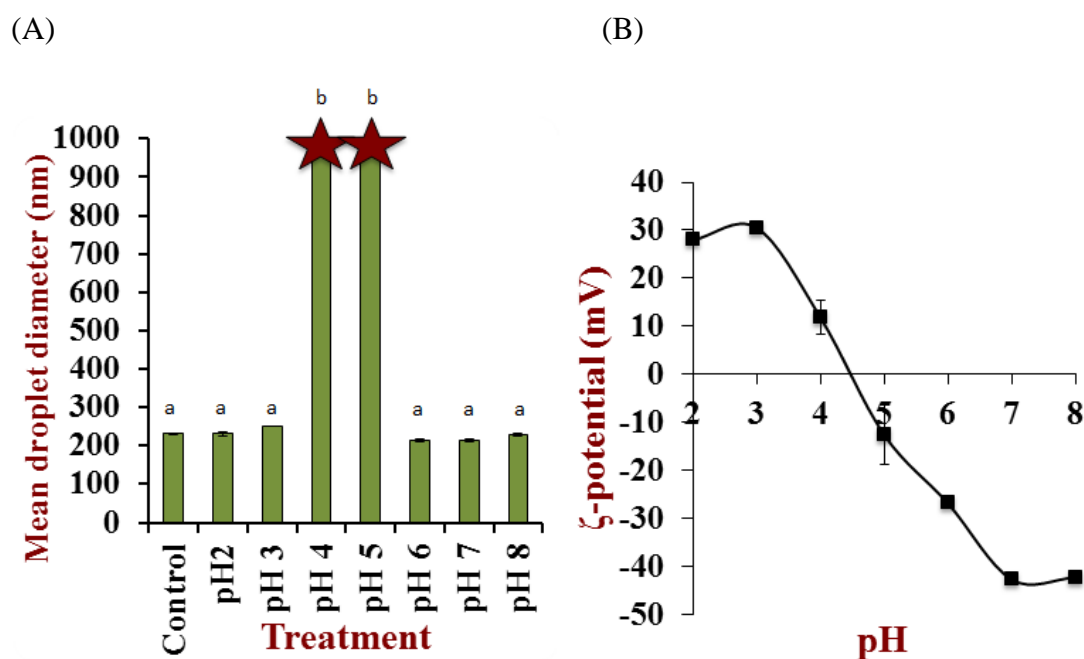 (A)
(B)
b b
1000
900
800
700
600
500
400
300
200
100
0
a a a a a a
Mean droplet diameter (nm)
Control
pH2
pH 3
pH 4
pH 5
pH 6
pH 7
pH 8
Treatment
40
30
20
10
0
-10
-20
-30
-40
-50
ζ-potential (mV)
2 3 4 5 6 7 8
pH